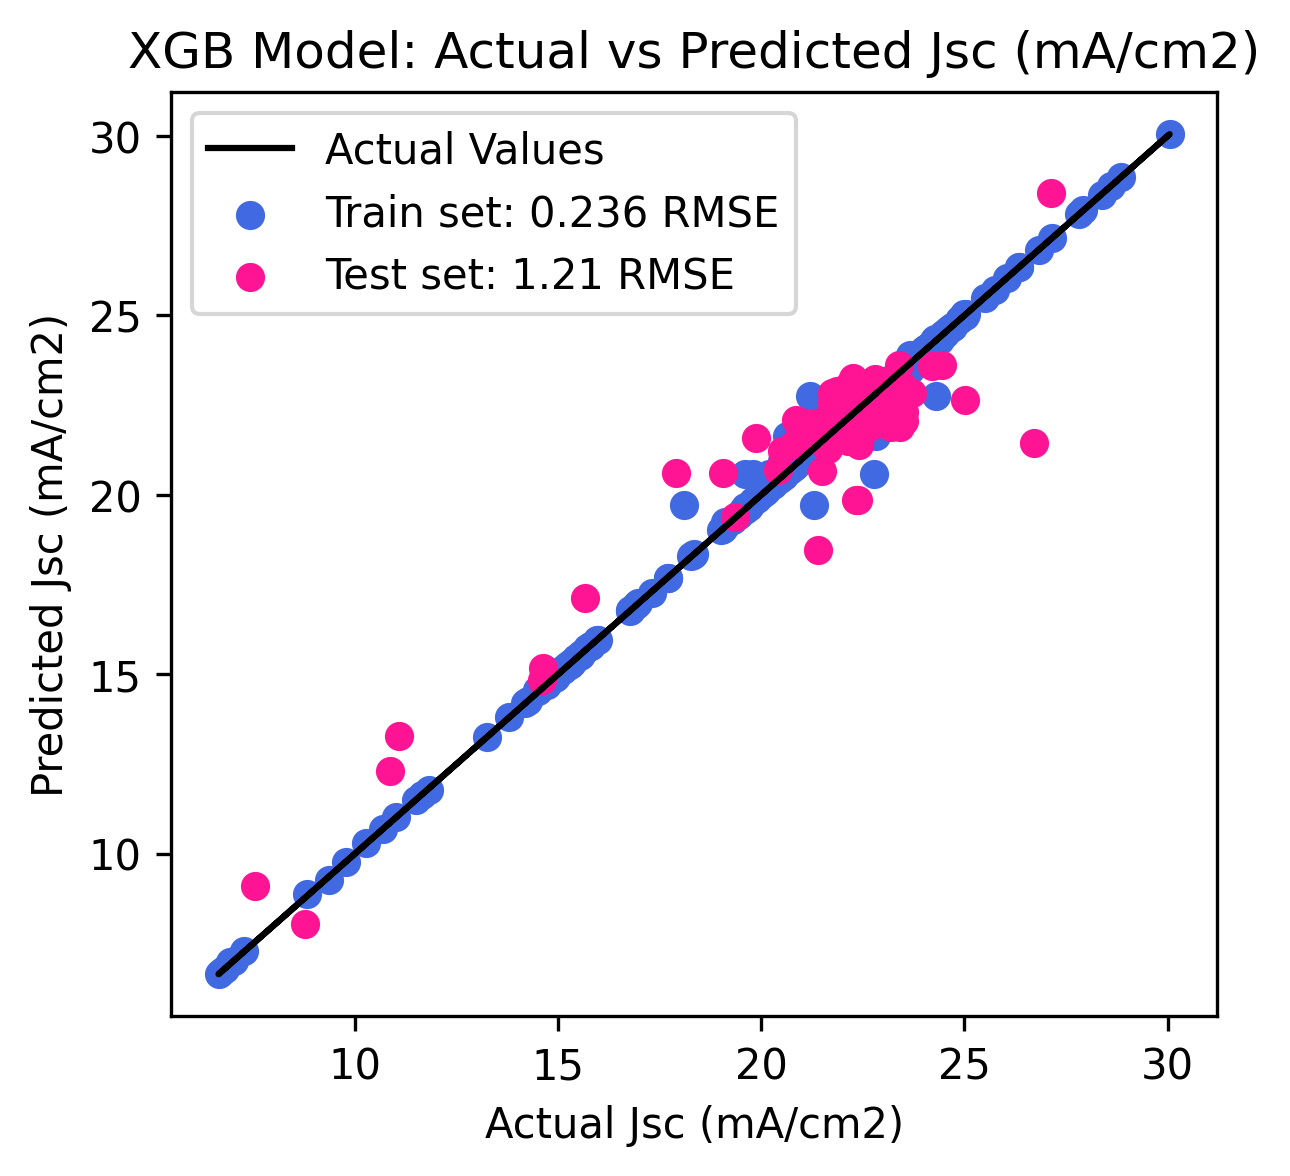 XGB Model: Actual vs Predicted Jsc (mA/cm2)
Actual Values
Train set: 0.236 RMSE
Test set: 1.21 RMSE
Predicted Jsc (mA/cm2)
30
25
20
15
10
10 15 20 25 30
Actual Jsc (mA/cm2)